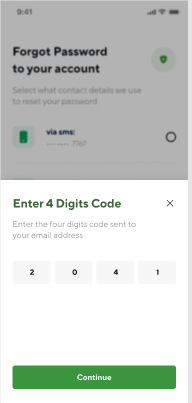 9:41
Forgot Password
to your account
Select what contact details we use
to reset your password
via sms:
7767
Enter 4 Digits Code
Enter the four digits code sent to
your email address
2 0 4 1
Continue